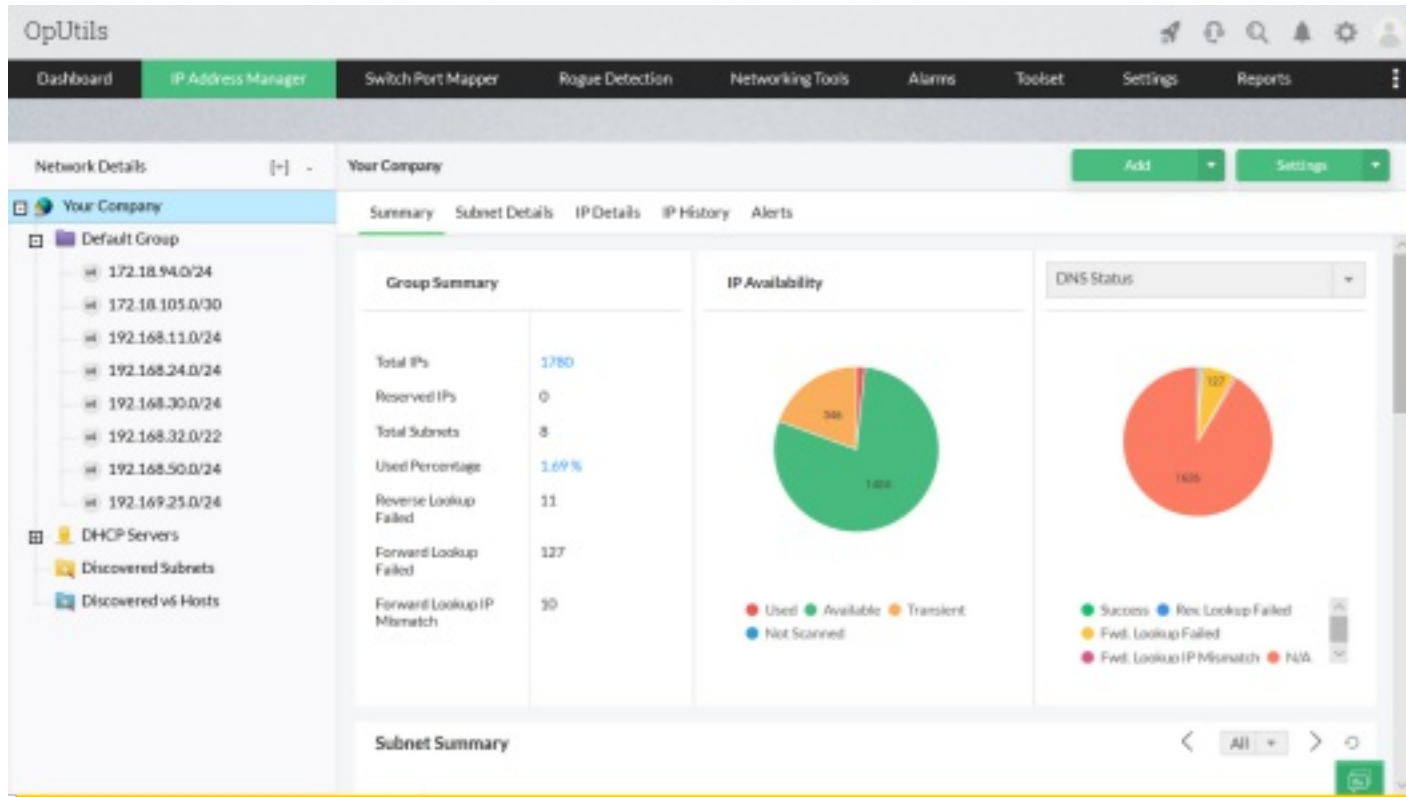 OpUtils
Dashboard IP Address Manager Switch Port Mapper Rogue Detection Networking Tools Alarms Toolset Settings Reports
Network Details [+] -
Your Company
Add
Settings
Your Company
Default Group
172.18.94.0/24
172.18.105.0/30
192.168.11.0/24
192.168.24.0/24
192.168.30.0/24
192.168.32.0/22
192.168.50.0/24
192.169.25.0/24
DHCP Servers
Discovered Subnets
Discovered v6 Hosts
Summary Subnet Details IP Details IP History Alerts
Group Summary
Total IPs 1780
Reserved IPs 0
Total Subnets 8
Used Percentage 1.69 %
Reverse Lookup
Failed
11
Forward Lookup
Failed
127
Forward Lookup IP
Mismatch
10
IP Availability
346
Used Available Transient
Not Scanned
DNS Status
127
1626
Success Rev. Lookup Failed
Fwd. Lookup Failed
Fwd. Lookup IP Mismatch N/A
Subnet Summary
All